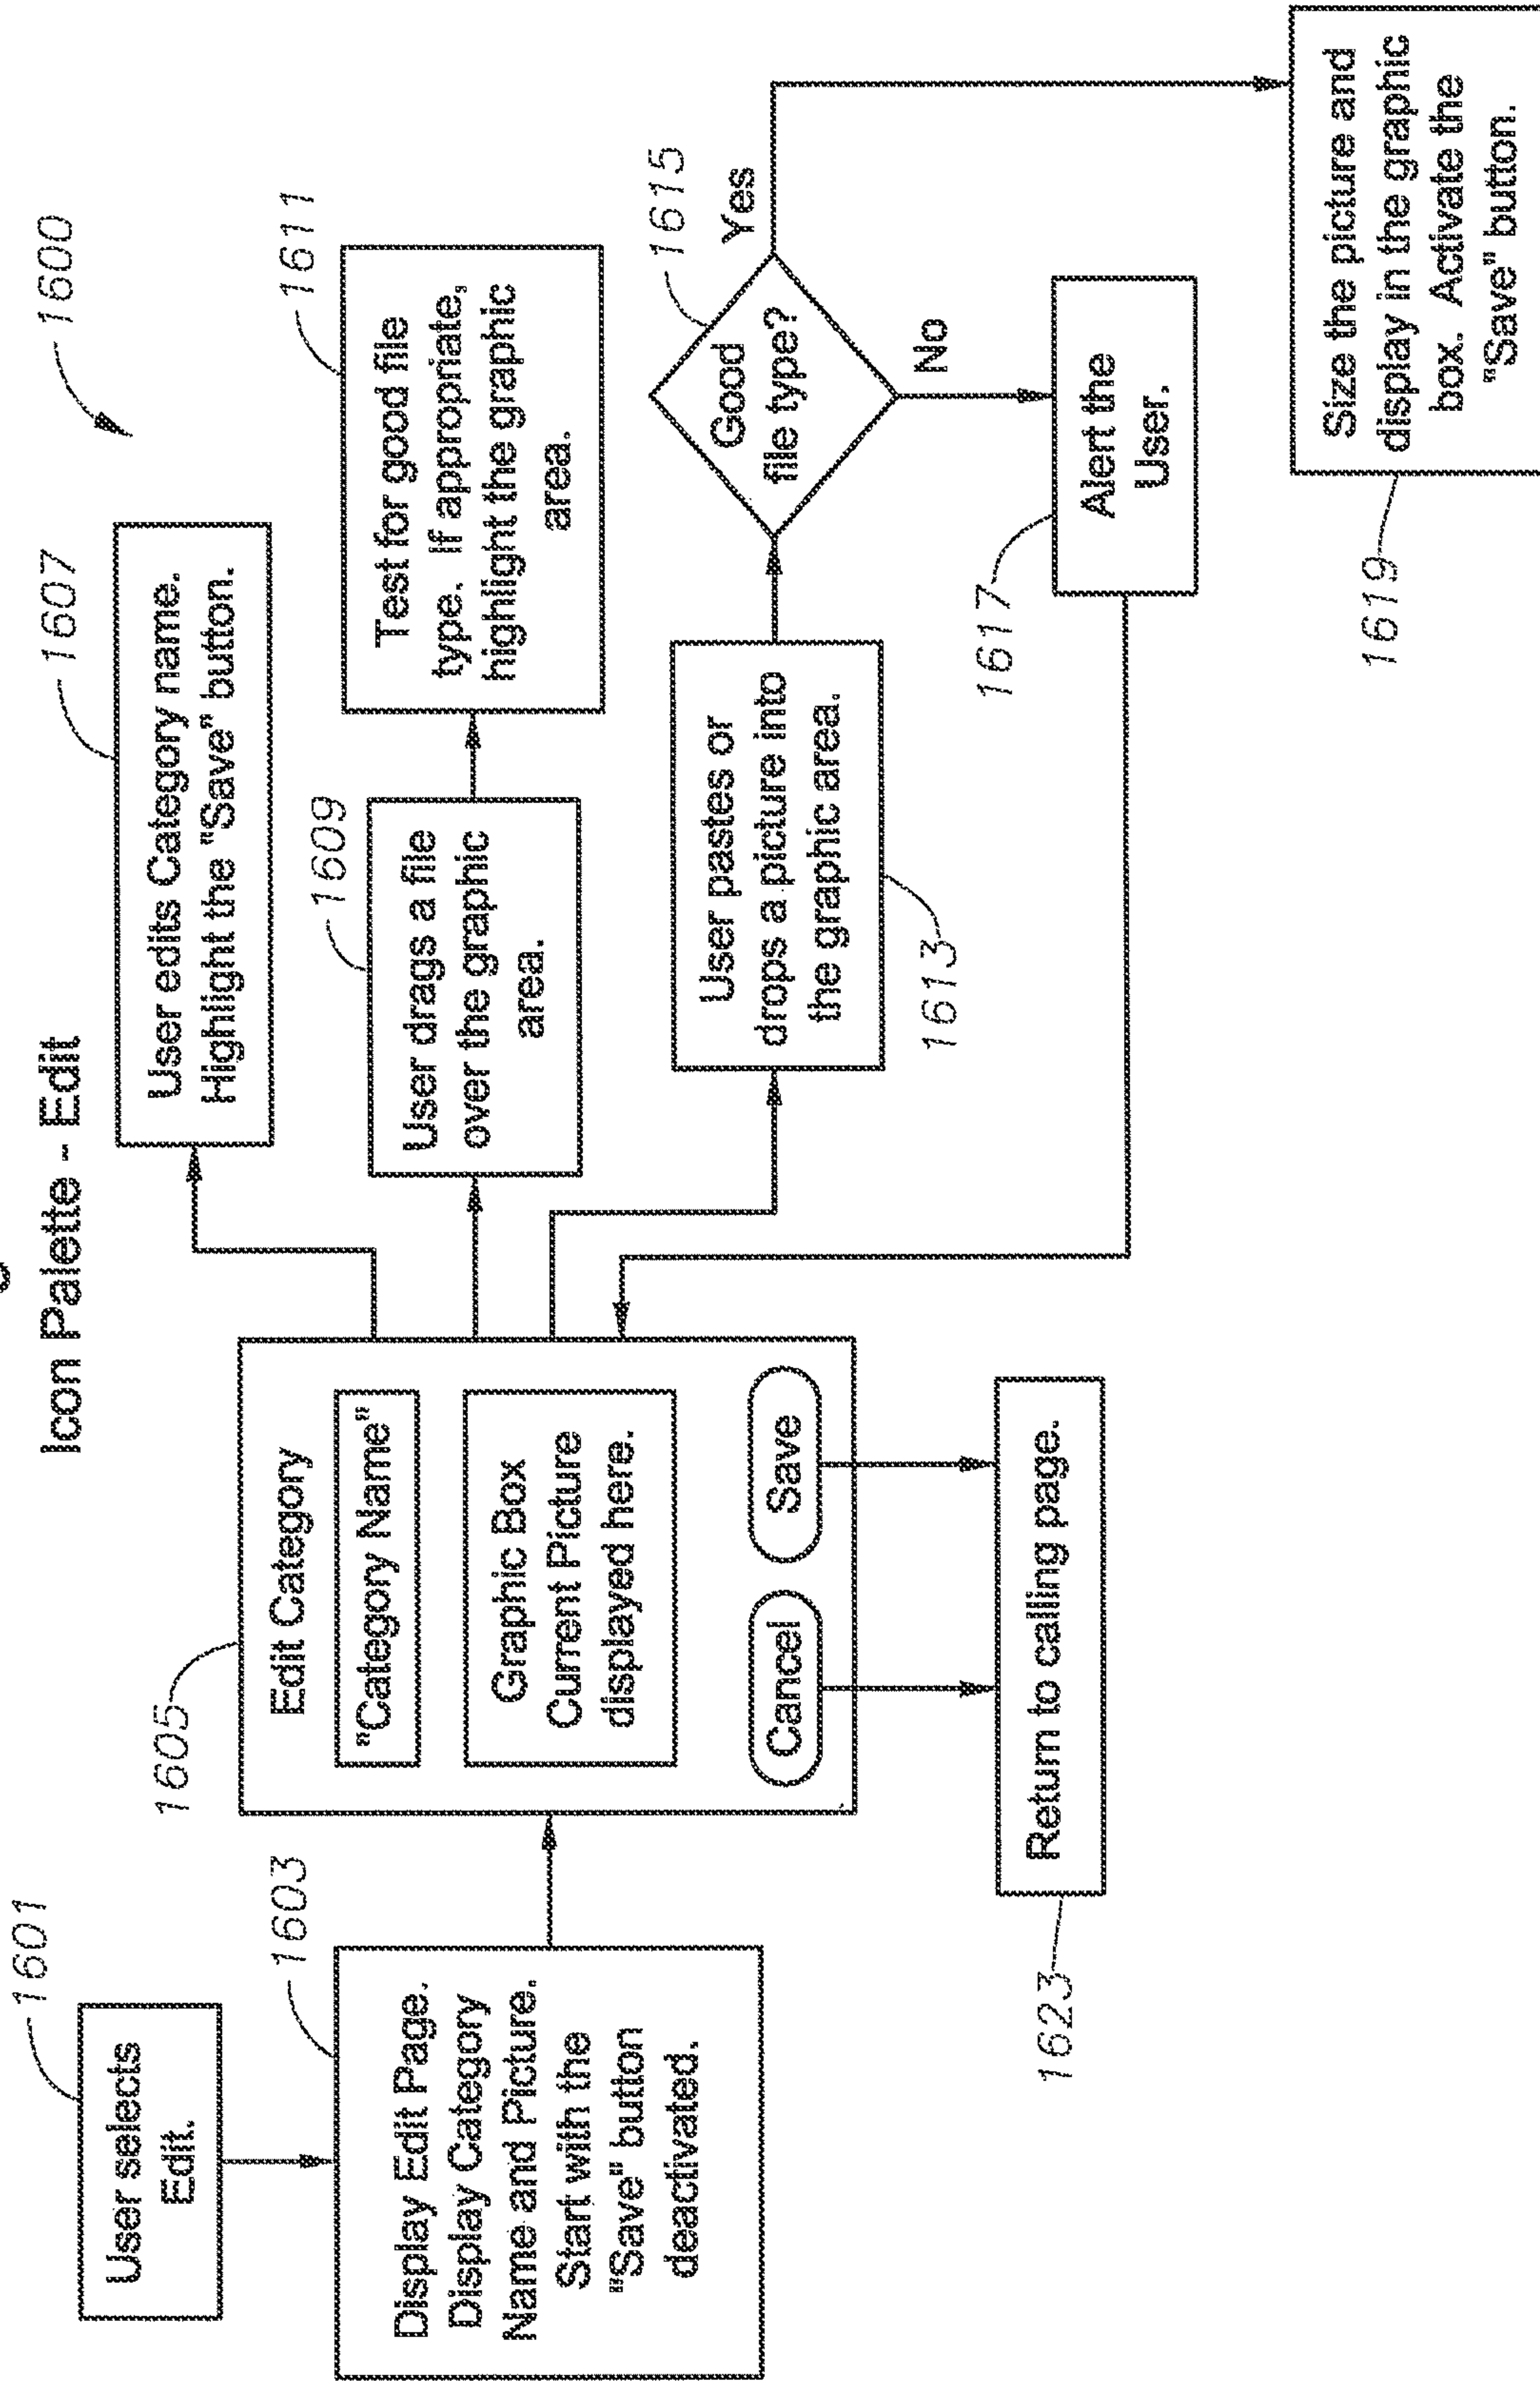 Icon Palette - Edit
1600
1601
User selects
Edit.
1603
Display Edit Page.
Display Category
Name and Picture.
Start with the
"Save" button
deactivated.
1605
Edit Category
"Category Name"
Graphic Box
Current Picture
displayed here.
Cancel
Save
1607
User edits Category name.
Highlight the "Save" button.
1609
User drags a file
over the graphic
area.
1611
Test for good file
type. If appropriate,
highlight the graphic
area.
1613
User pastes or
drops a picture into
the graphic area.
1615
Good
file type?
Yes
No
1617
Alert the
User.
1619
Size the picture and
display in the graphic
box. Activate the
"Save" button.
1623
Return to calling page.